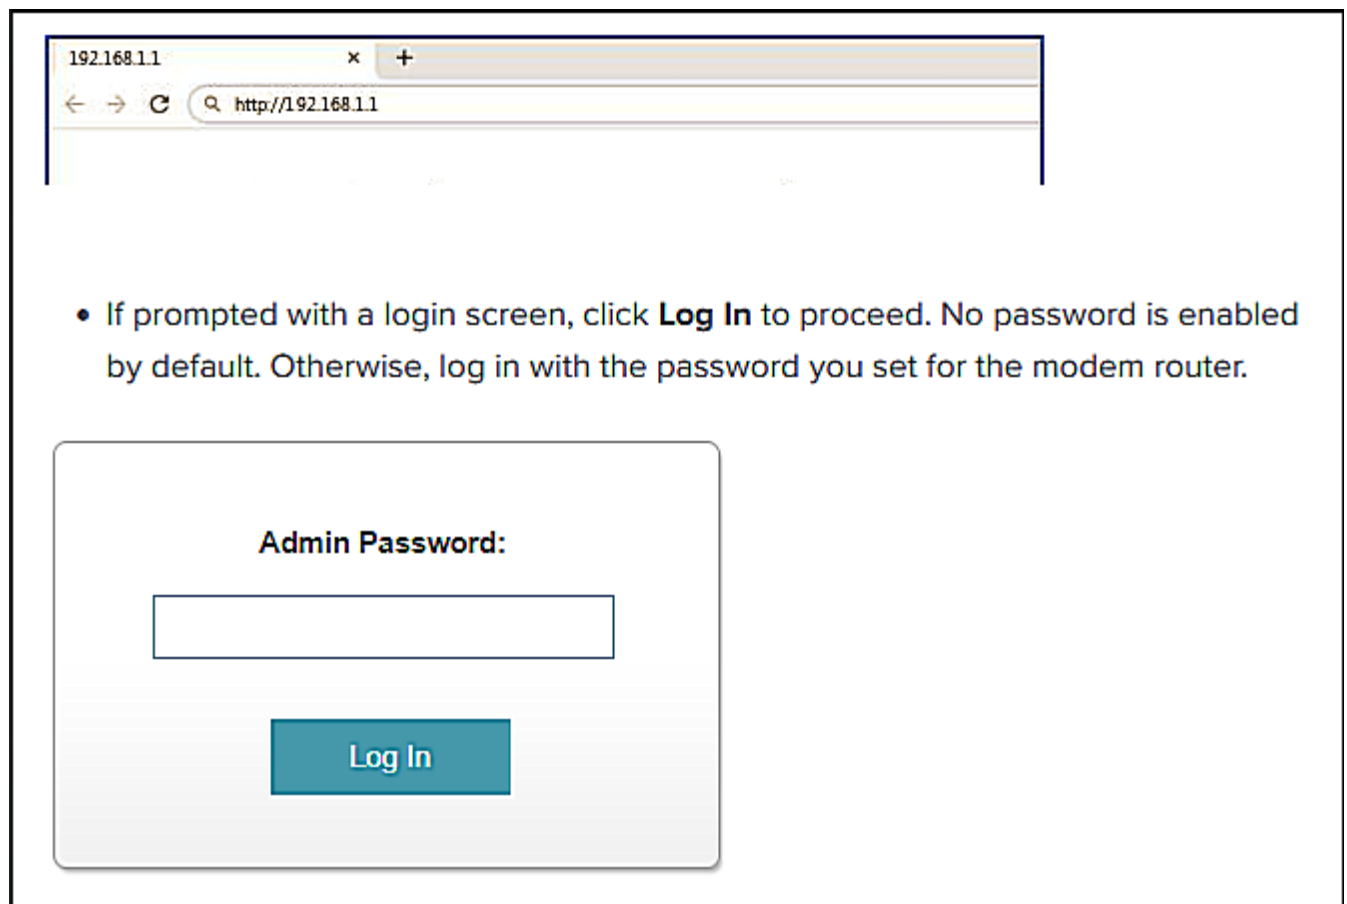 192.168.1.1
http://192.168.1.1
If prompted with a login screen, click Log In to proceed. No password is enabled
by default. Otherwise, log in with the password you set for the modem router.
Admin Password:
Log In